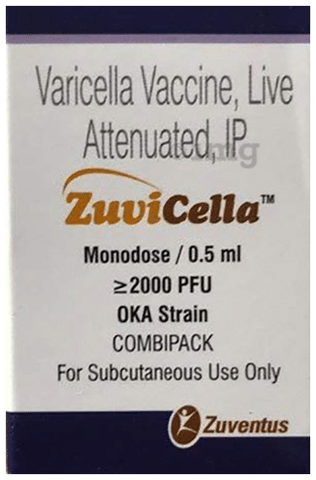 Varicella Vaccine, Live
Attenuated, IP
ZuviCella™
Monodose / 0.5 ml
≥2000 PFU
OKA Strain
COMBIPACK
For Subcutaneous Use Only
Zuventus